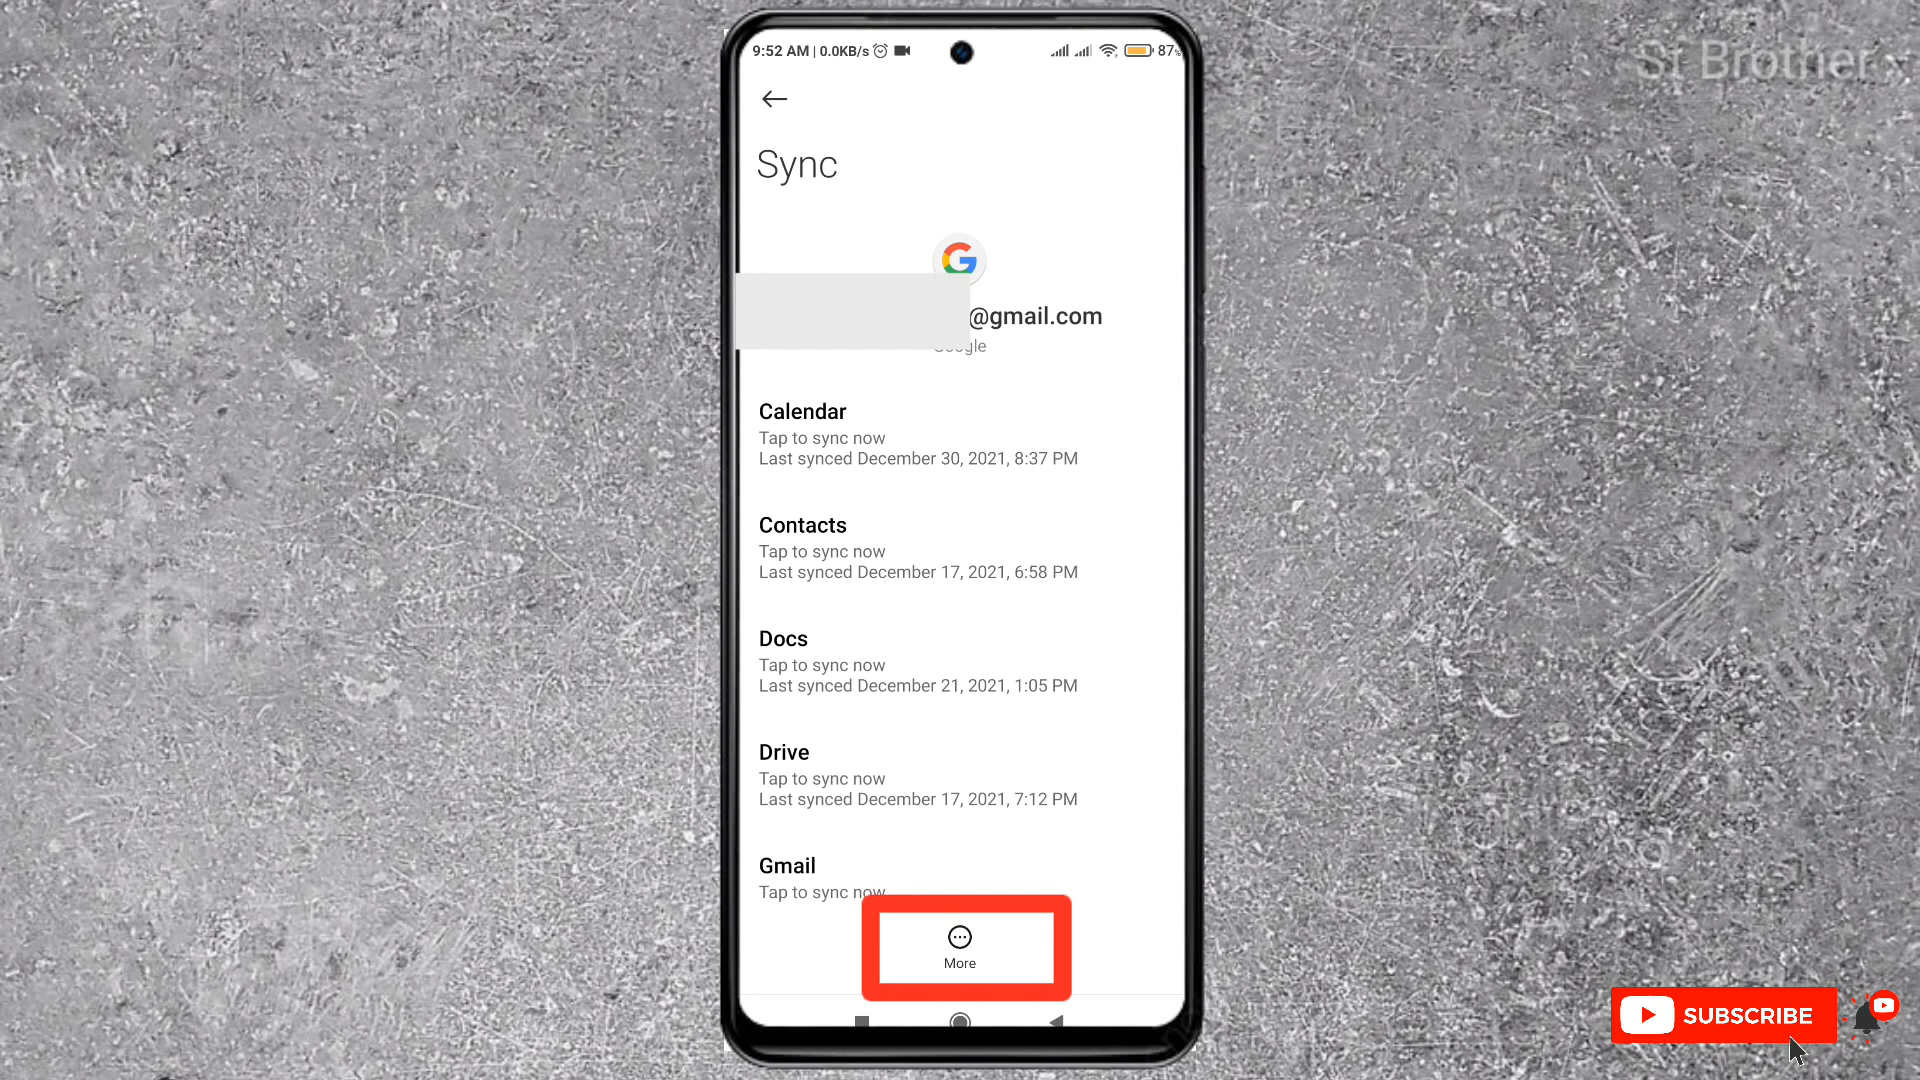 9:52 AM | 0.0KB/s 87%
St Brother
Sync
@gmail.com
Calendar
Tap to sync now
Last synced December 30, 2021, 8:37 PM
Contacts
Tap to sync now
Last synced December 17, 2021, 6:58 PM
Docs
Tap to sync now
Last synced December 21, 2021, 1:05 PM
Drive
Tap to sync now
Last synced December 17, 2021, 7:12 PM
Gmail
Tap to sync now
More
SUBSCRIBE